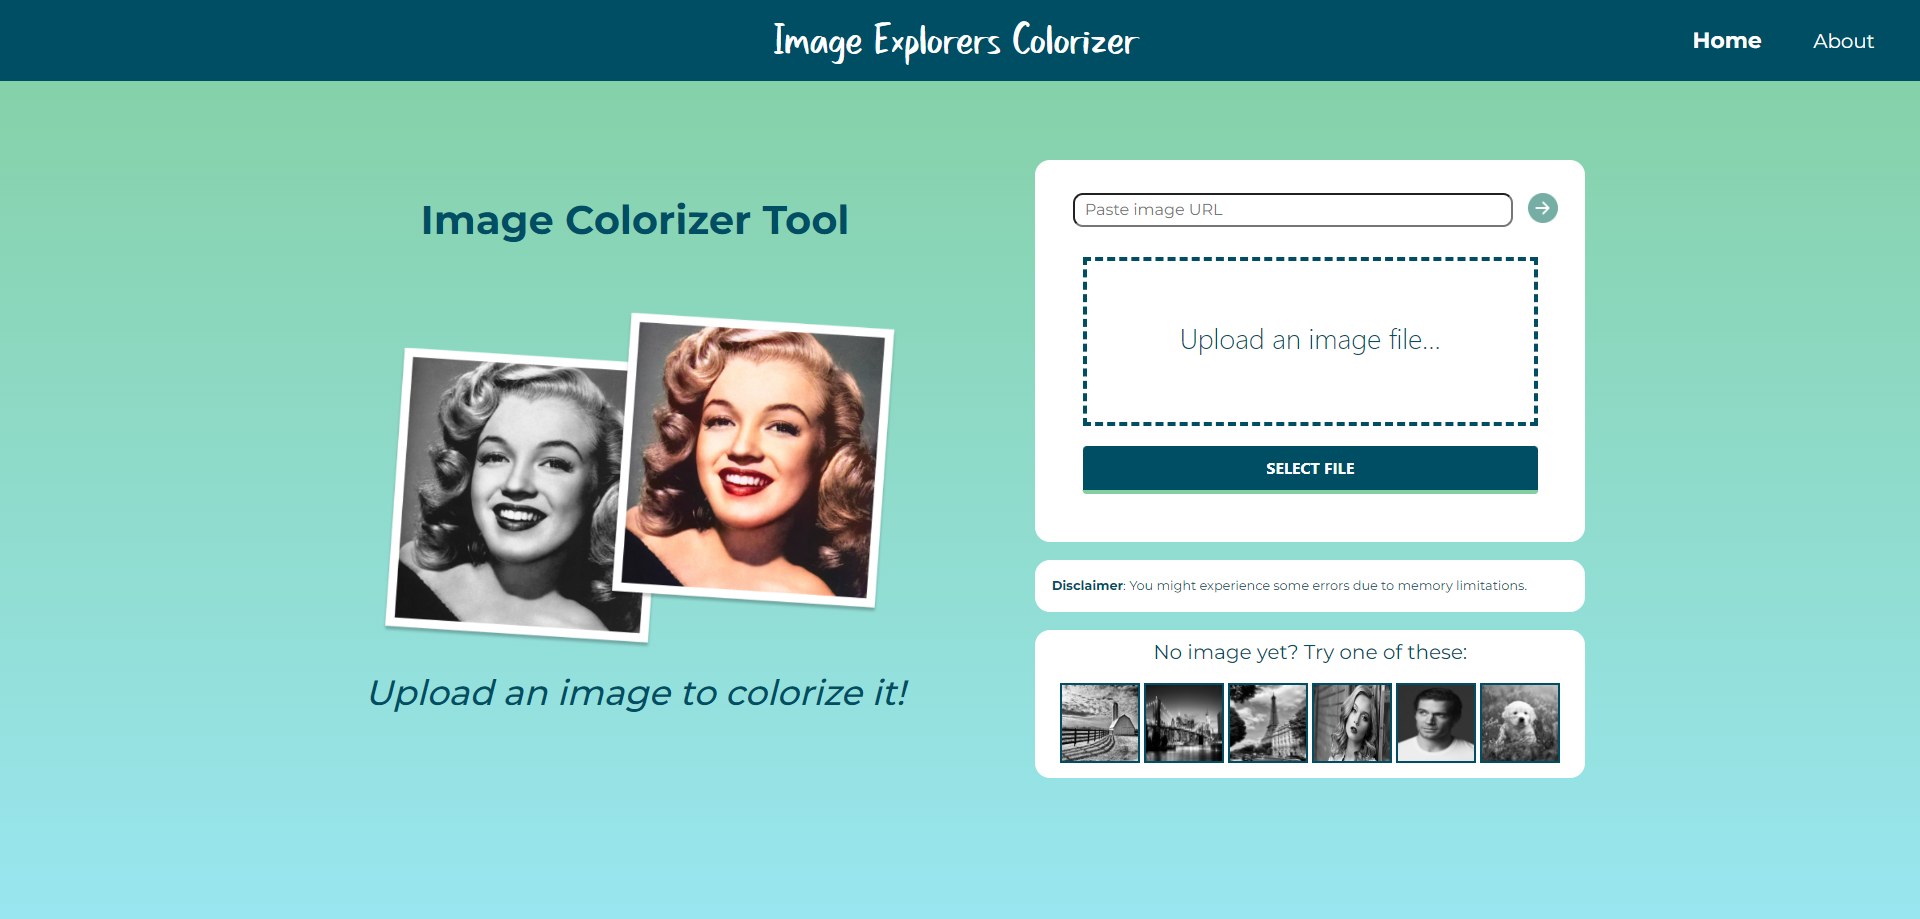 Image Explorers Colorizer
Home
About
Image Colorizer Tool
Upload an image to colorize it!
Paste image URL
Upload an image file...
SELECT FILE
Disclaimer: You might experience some errors due to memory limitations.
No image yet? Try one of these: